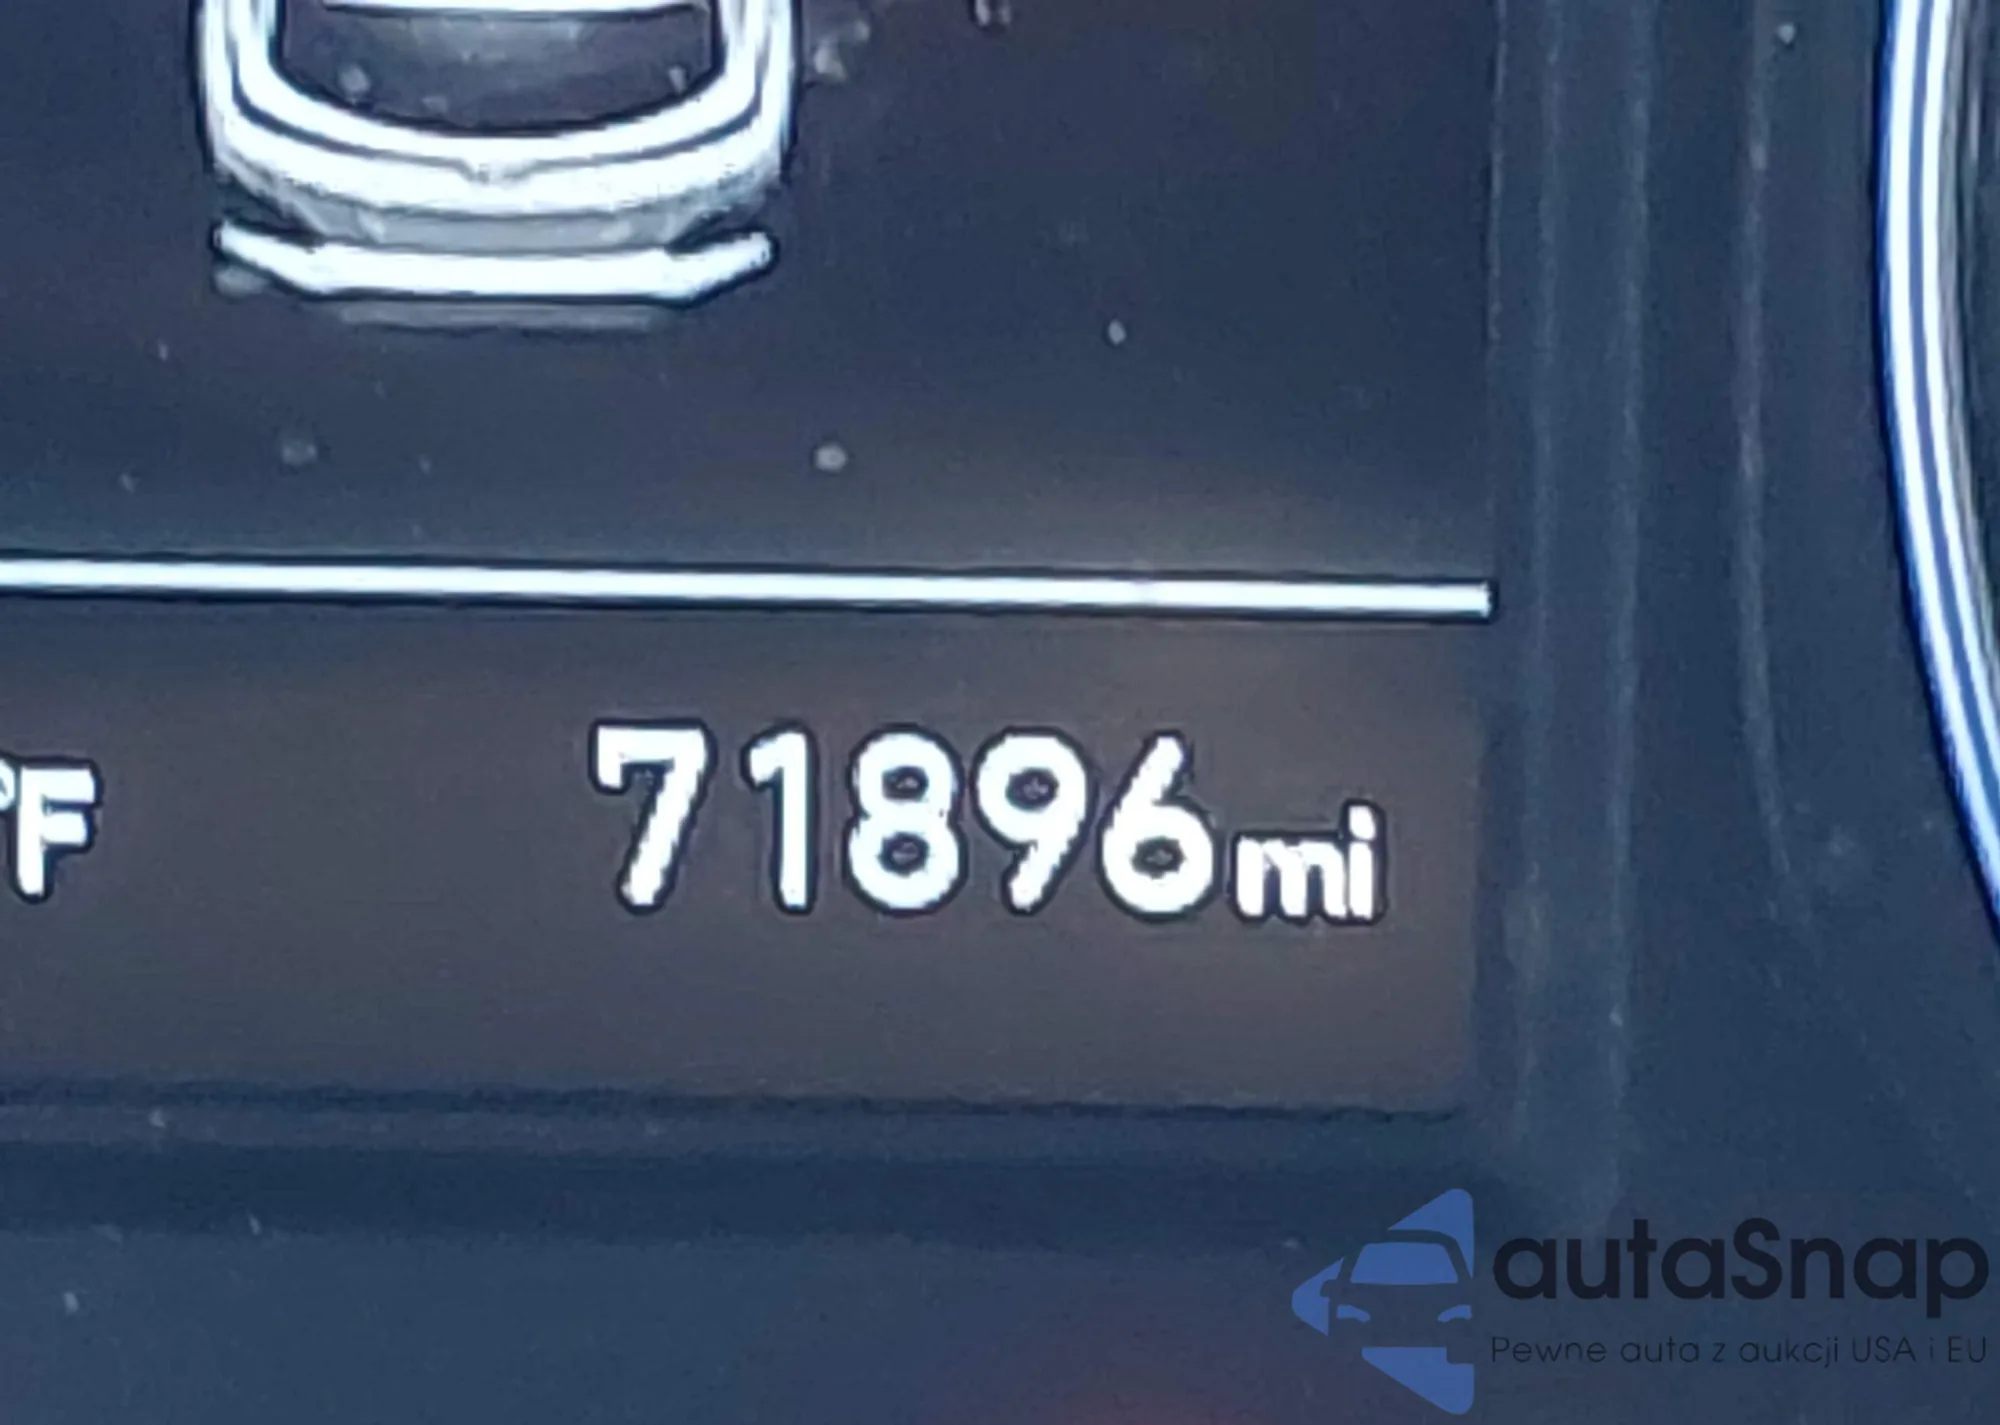 °F 71896mi
autaSnap
Pewne auta z aukcji USA i EU